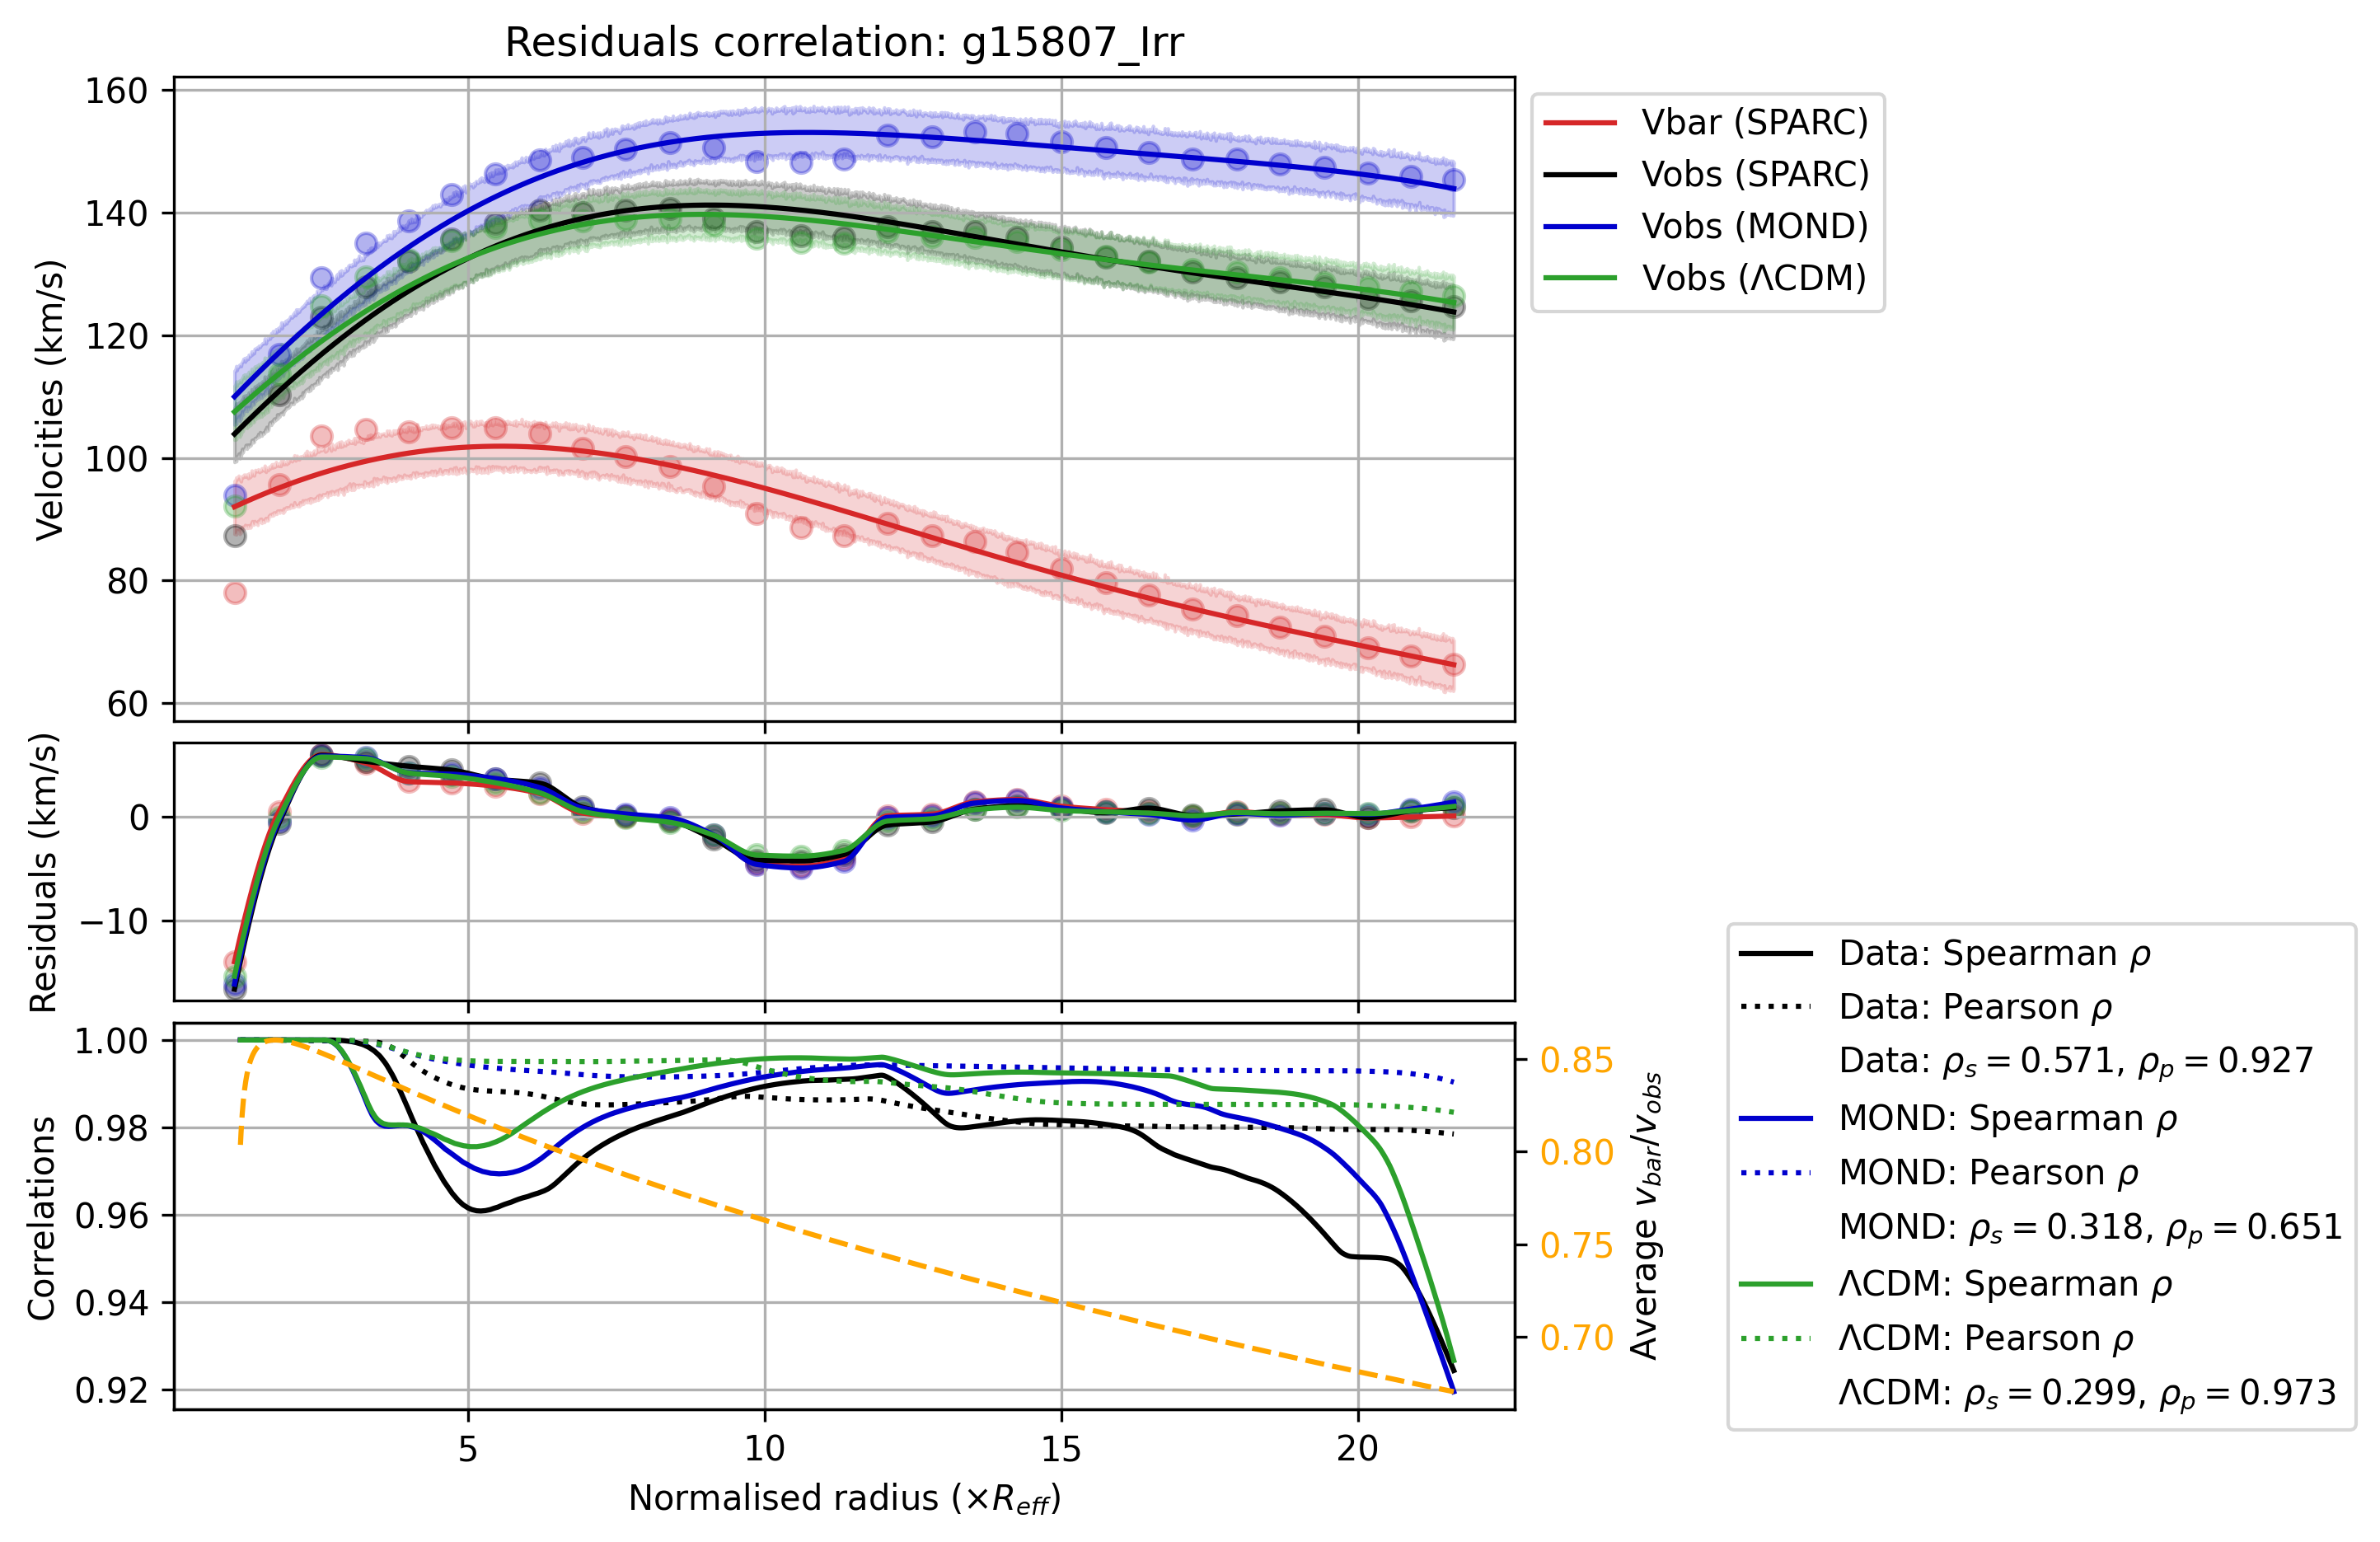 Residuals correlation: g15807_Irr
160
140
120
100
80
60
Velocities (km/s)
Vbar (SPARC)
Vobs (SPARC)
Vobs (MOND)
Vobs (ΛCDM)
0
−10
Residuals (km/s)
1.00
0.98
0.96
0.94
0.92
Correlations
0.85
0.80
0.75
0.70
Average v_bar/v_obs
5
10
15
20
Normalised radius (×R_eff)
Data: Spearman ρ
Data: Pearson ρ
Data: ρ_s = 0.571, ρ_p = 0.927
MOND: Spearman ρ
MOND: Pearson ρ
MOND: ρ_s = 0.318, ρ_p = 0.651
ΛCDM: Spearman ρ
ΛCDM: Pearson ρ
ΛCDM: ρ_s = 0.299, ρ_p = 0.973